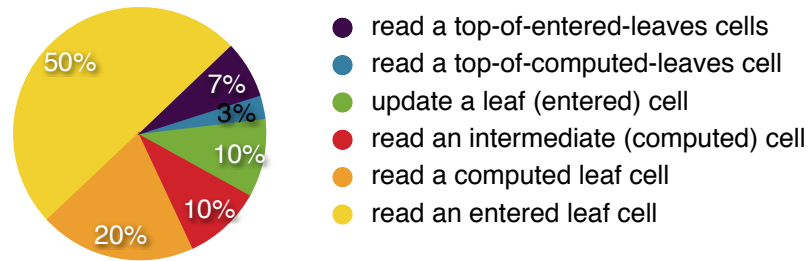 50%
7%
3%
10%
10%
20%
read a top-of-entered-leaves cells
read a top-of-computed-leaves cell
update a leaf (entered) cell
read an intermediate (computed) cell
read a computed leaf cell
read an entered leaf cell